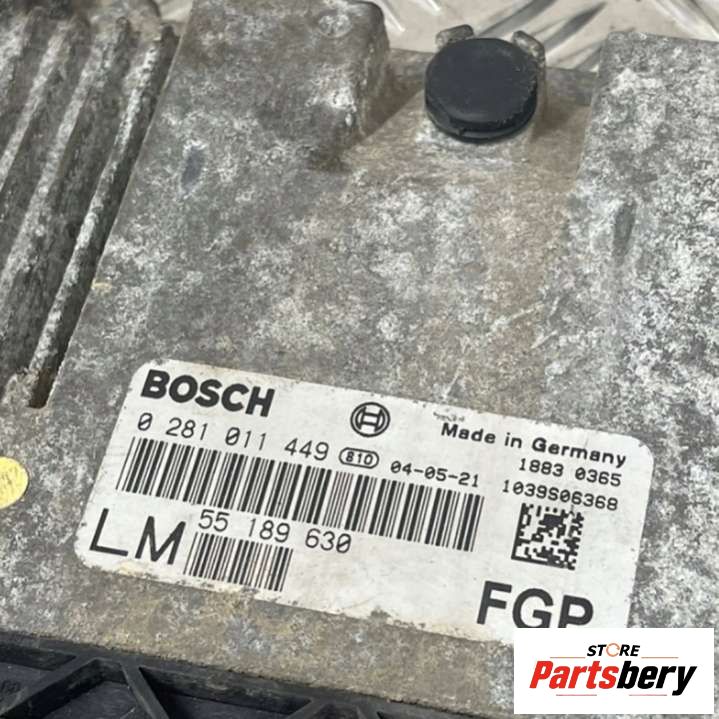 BOSCH
Made in Germany
0 281 011 449 810 04-05-21
1883 0365
1039S06368
LM 55 189 630
FGP
STORE
Partsbery